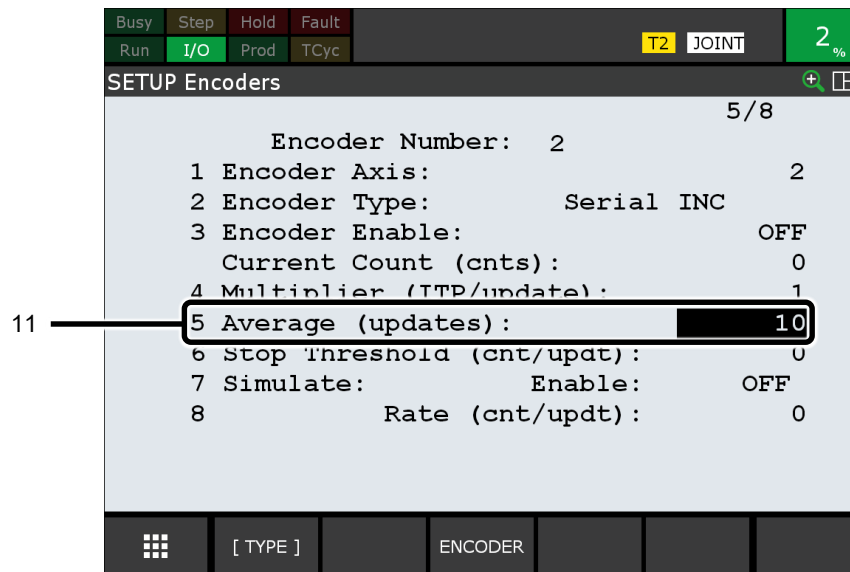 Busy Step Hold Fault
Run I/O Prod TCyc T2 JOINT 2%
SETUP Encoders
5/8
Encoder Number: 2
1 Encoder Axis: 2
2 Encoder Type: Serial INC
3 Encoder Enable: OFF
Current Count (cnts): 0
4 Multiplier (ITP/update): 1
11 5 Average (updates): 10
6 Stop Threshold (cnt/updt): 0
7 Simulate: Enable: OFF
8 Rate (cnt/updt): 0
[ TYPE ] ENCODER